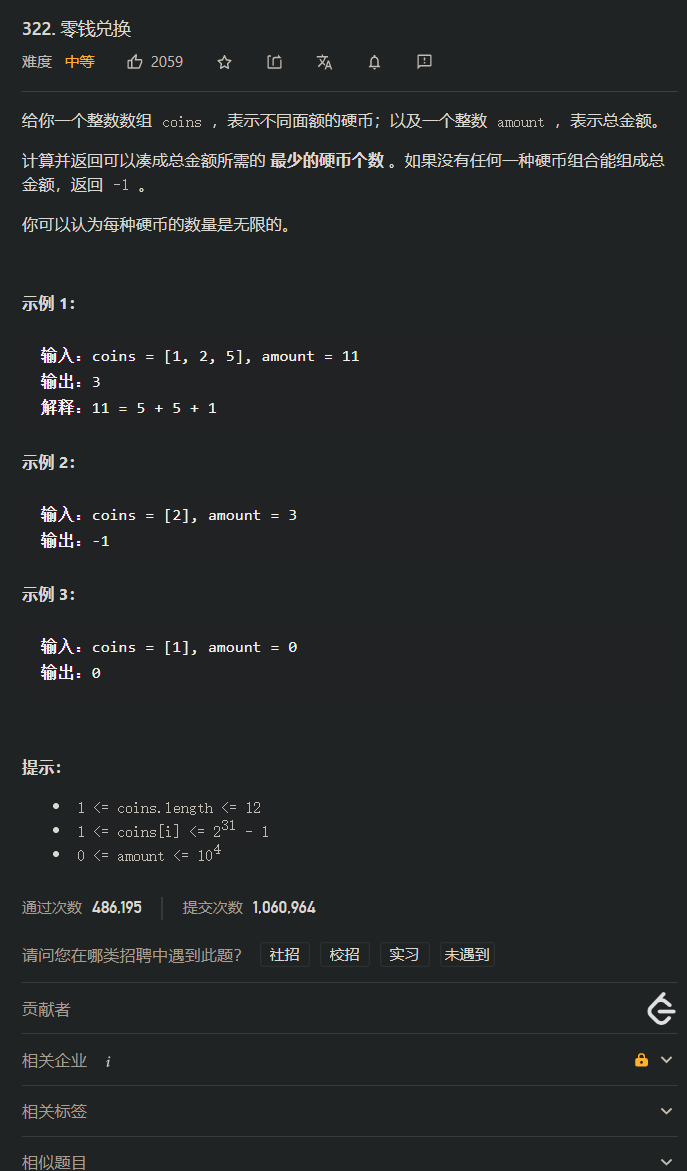 322. 零钱兑换
难度 中等 2059
给你一个整数数组 coins ，表示不同面额的硬币；以及一个整数 amount ，表示总金额。
计算并返回可以凑成总金额所需的 最少的硬币个数 。如果没有任何一种硬币组合能组成总
金额，返回 -1 。
你可以认为每种硬币的数量是无限的。
示例 1：
输入：coins = [1, 2, 5], amount = 11
输出：3
解释：11 = 5 + 5 + 1
示例 2：
输入：coins = [2], amount = 3
输出：-1
示例 3：
输入：coins = [1], amount = 0
输出：0
提示：
• 1 <= coins.length <= 12
• 1 <= coins[i] <= 2³¹ - 1
• 0 <= amount <= 10⁴
通过次数 486,195 提交次数 1,060,964
请问您在哪类招聘中遇到此题？ 社招 校招 实习 未遇到
贡献者
相关企业 i
相关标签
相似题目